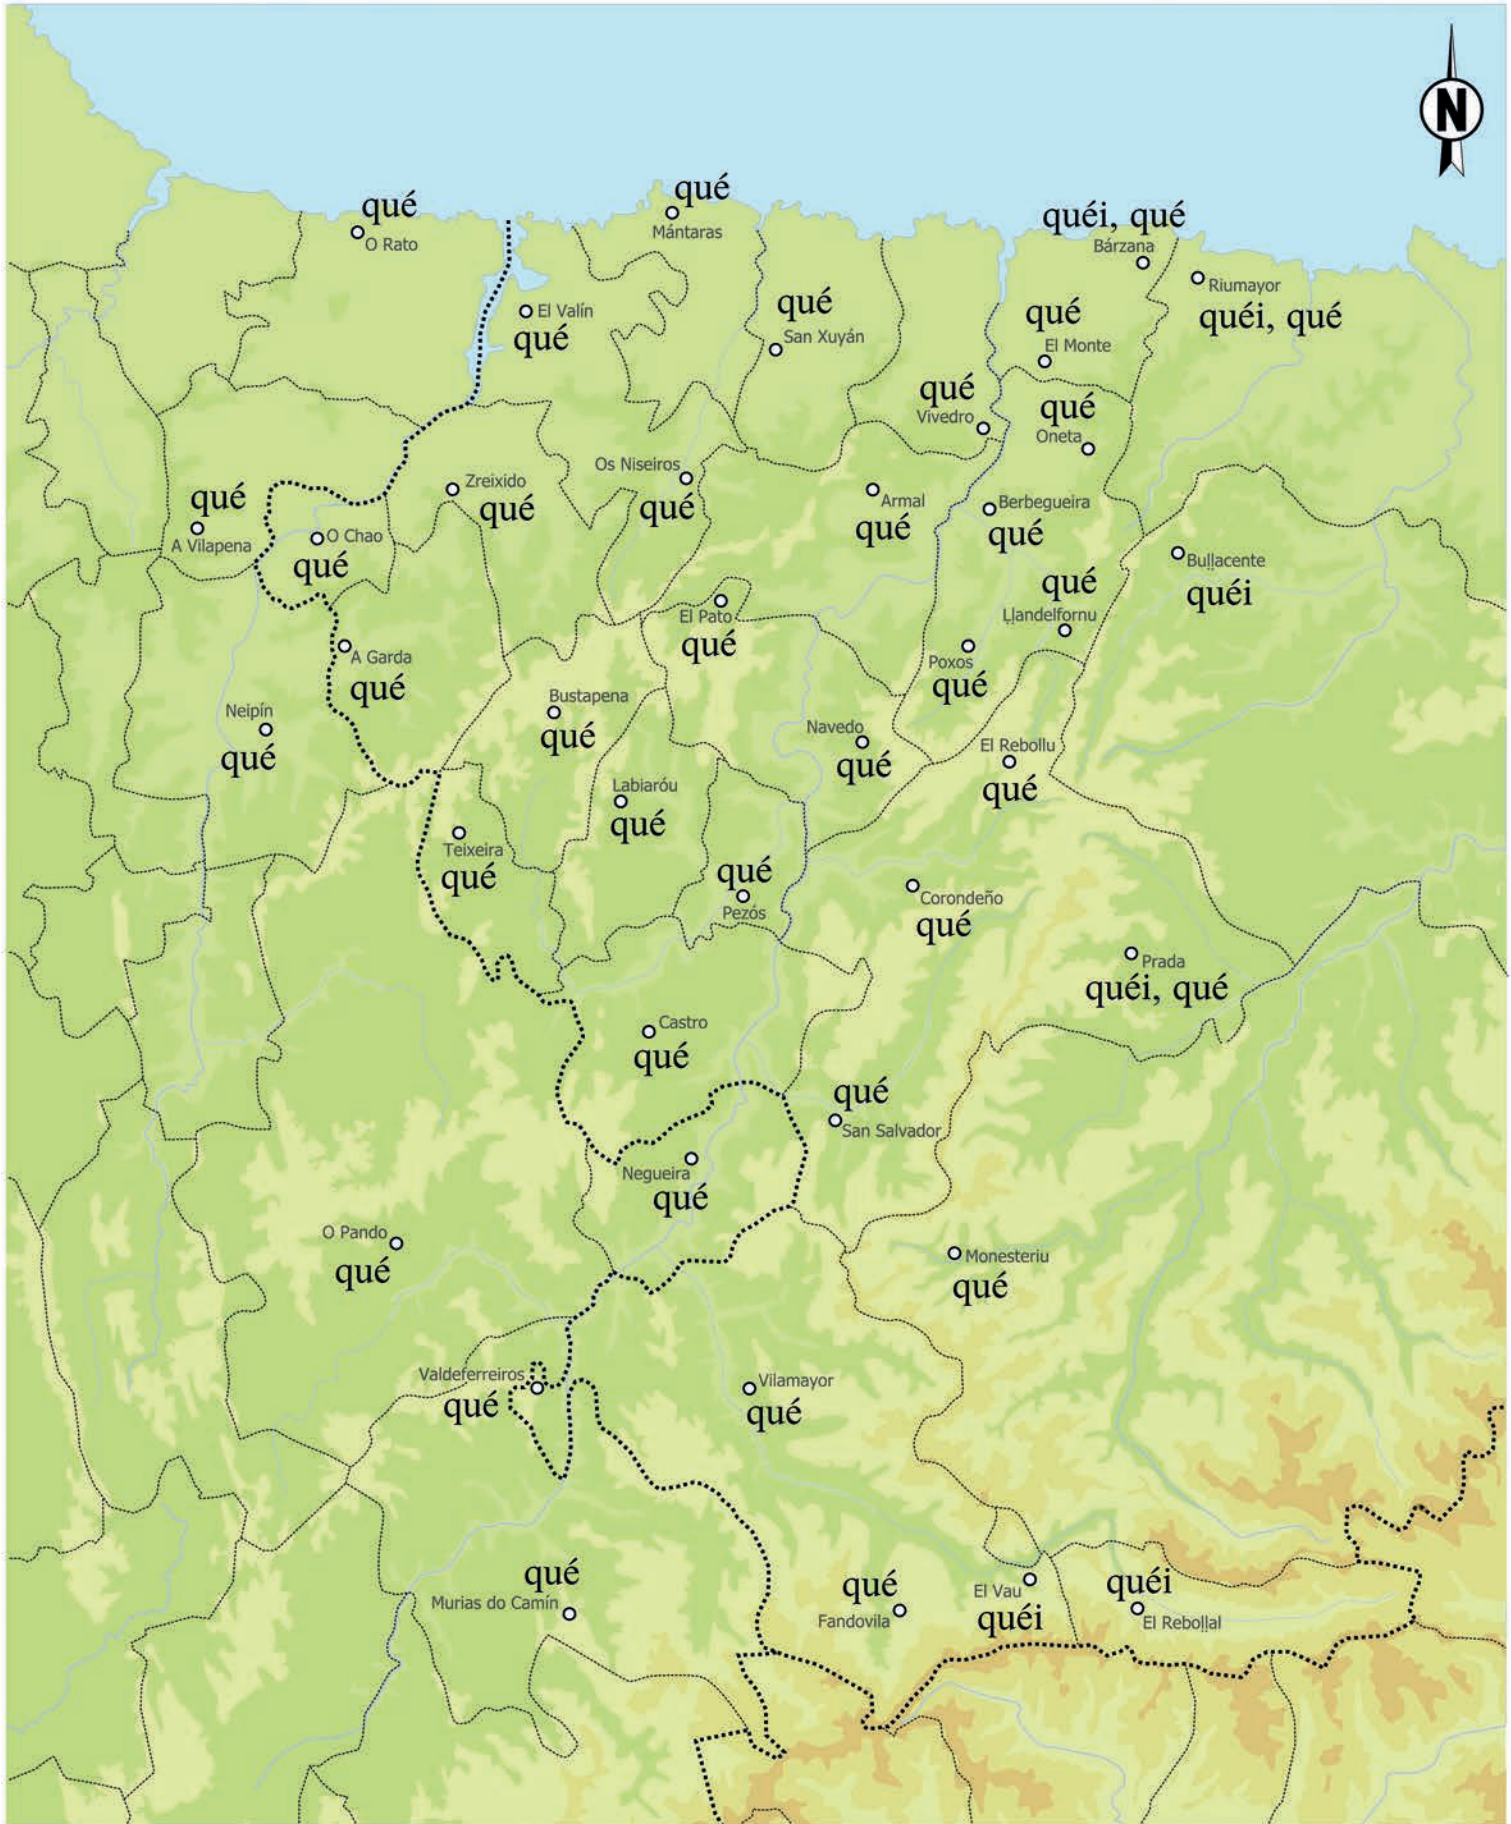 N
qué
O Rato
qué
Mántaras
quéi, qué
Bárzana
Riumayor
quéi, qué
El Valín
qué
qué
San Xuyán
qué
El Monte
qué
Vivedro
qué
Oneta
Os Niseiros
qué
Zreixido
qué
qué
A Vilapena
O Chao
qué
Armal
qué
Berbegueira
qué
Buḷḷacente
quéi
qué
Ḷḷandelfornu
El Pato
qué
A Garda
qué
Poxos
qué
Bustapena
qué
Neipín
qué
Navedo
qué
El Rebollu
qué
Labiaróu
qué
Teixeira
qué
qué
Pezós
Corondeño
qué
Prada
quéi, qué
Castro
qué
qué
San Salvador
Negueira
qué
O Pando
qué
Monesteriu
qué
Valdeferreiros
qué
Vilamayor
qué
qué
Murias do Camín
qué
Fandovila
El Vau
quéi
quéi
El Reboḷḷal